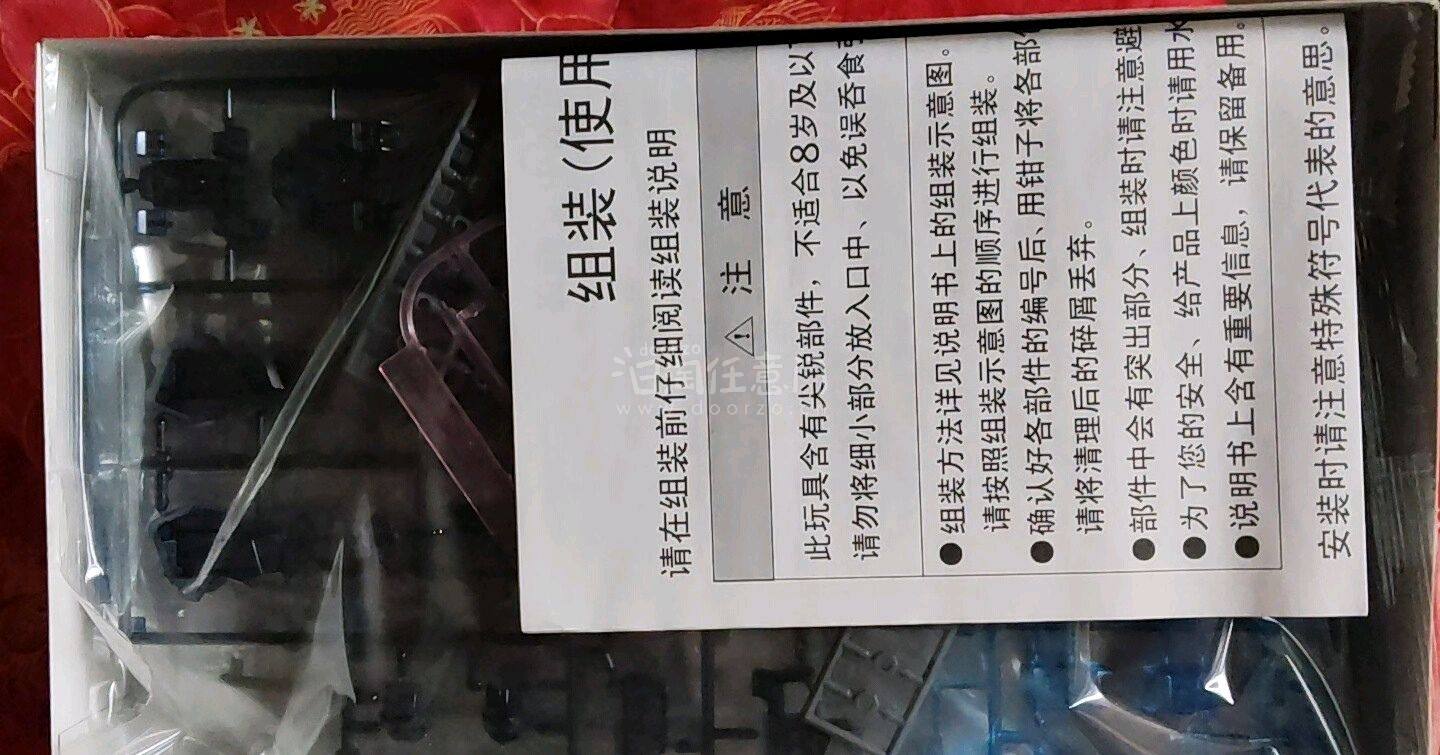 组装(使用
请在组装前仔细阅读组装说明
注 意
此玩具含有尖锐部件，不适合8岁及以
请勿将细小部分放入口中、以免误吞食
●组装方法详见说明书上的组装示意图。
请按照组装示意图的顺序进行组装。
●确认好各部件的编号后、用钳子将各部
请将清理后的碎屑丢弃。
●部件中会有突出部分、组装时请注意避
●为了您的安全、给产品上颜色时请用水
●说明书上含有重要信息，请保留备用。
安装时请注意特殊符号代表的意思。
doorzo
任意
www.doorzo.